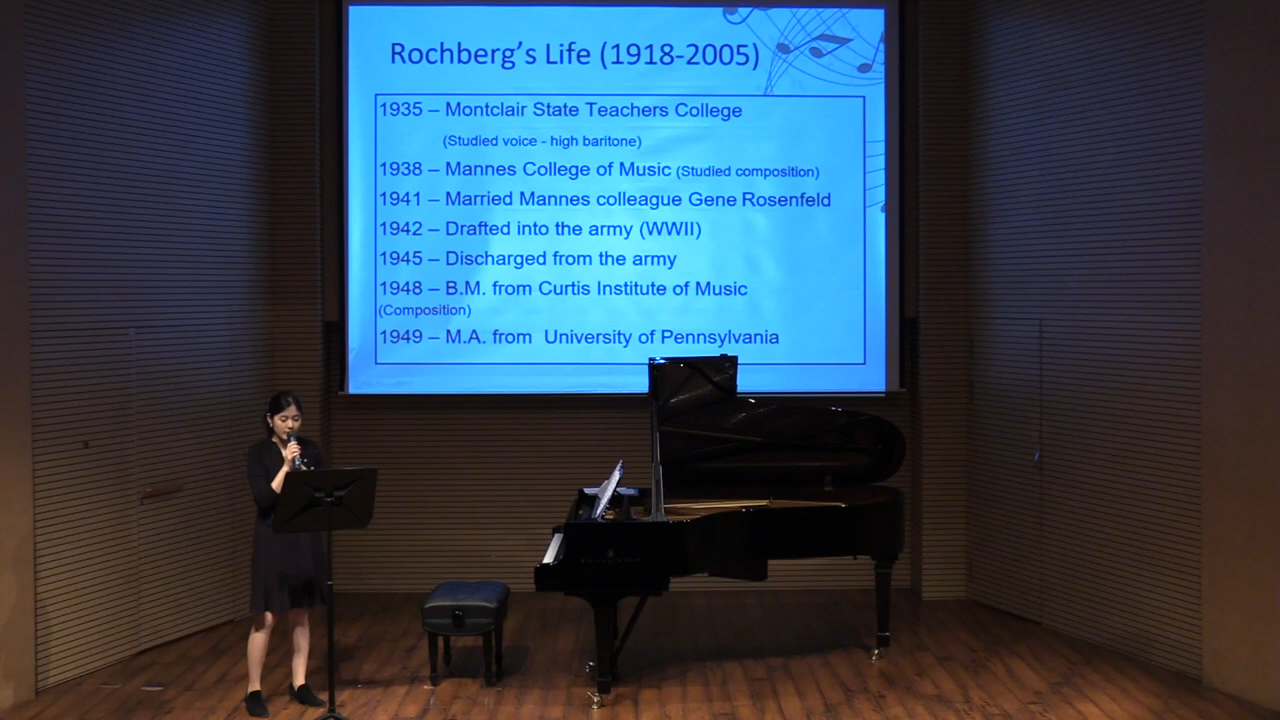 Rochberg's Life (1918-2005)
1935 – Montclair State Teachers College
(Studied voice - high baritone)
1938 – Mannes College of Music (Studied composition)
1941 – Married Mannes colleague Gene Rosenfeld
1942 – Drafted into the army (WWII)
1945 – Discharged from the army
1948 – B.M. from Curtis Institute of Music
(Composition)
1949 – M.A. from University of Pennsylvania